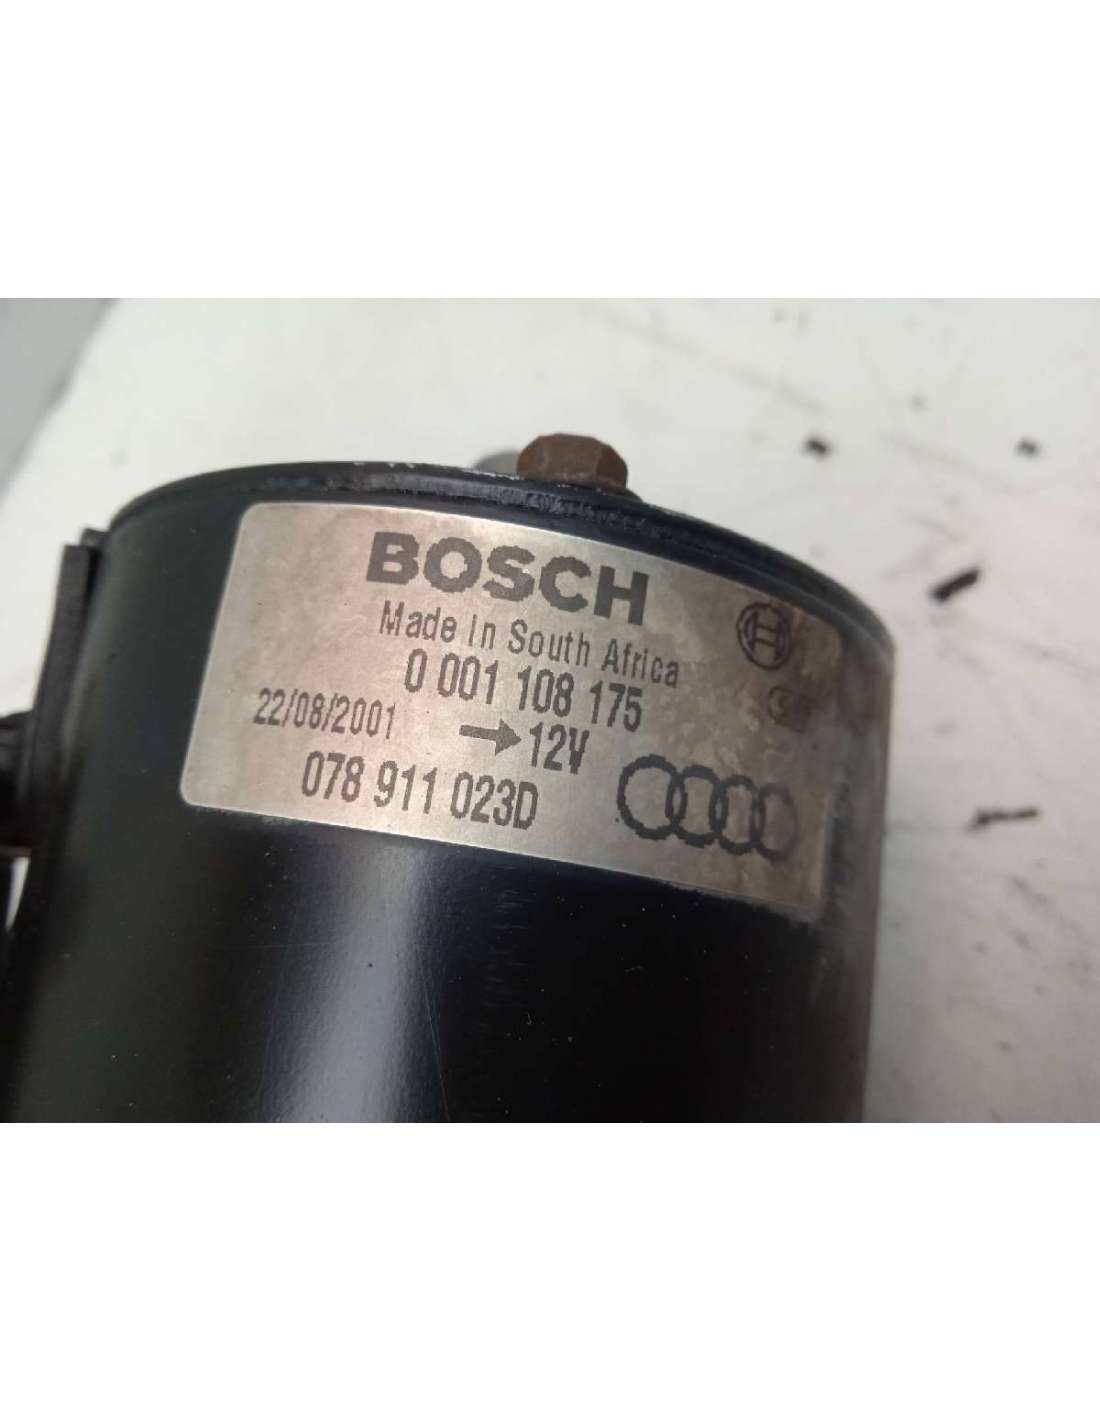 BOSCH
Made in South Africa
0 001 108 175
22/08/2001 →12V
078 911 023D